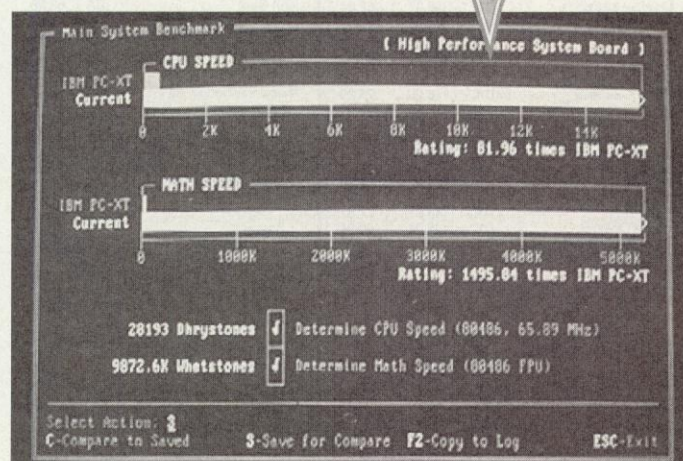 Main System Benchmark
[ High Performance System Board ]
CPU SPEED
IBM PC-XT
Current
0 2K 4K 6K 8K 10K 12K 14K
Rating: 81.96 times IBM PC-XT
MATH SPEED
IBM PC-XT
Current
0 1000K 2000K 3000K 4000K 5000K
Rating: 1495.04 times IBM PC-XT
28193 Dhrystones √ Determine CPU Speed (80486, 65.89 MHz)
9872.6K Whetstones √ Determine Math Speed (80486 FPU)
Select Action: S
C-Compare to Saved S-Save for Compare F2-Copy to Log ESC-Exit